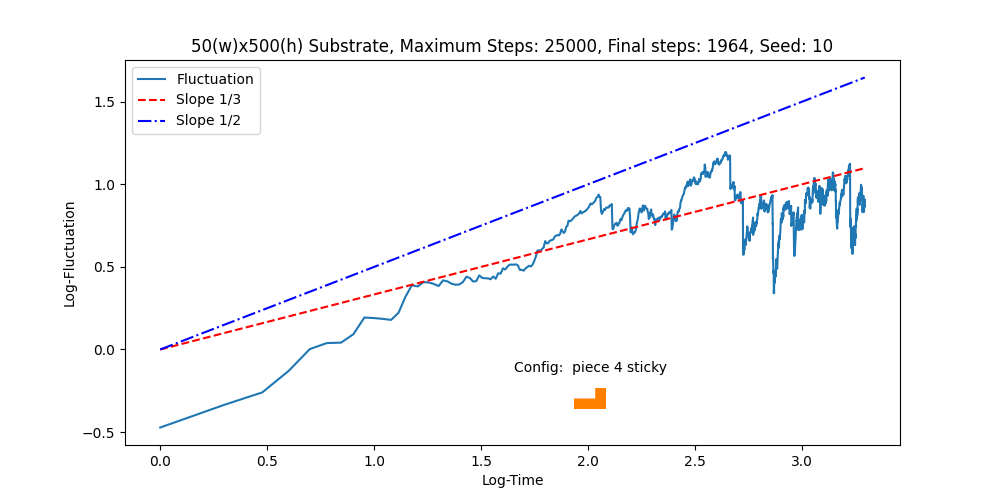 50(w)x500(h) Substrate, Maximum Steps: 25000, Final steps: 1964, Seed: 10
Fluctuation
Slope 1/3
Slope 1/2
1.5
1.0
0.5
0.0
−0.5
Log-Fluctuation
Config:  piece 4 sticky
0.0 0.5 1.0 1.5 2.0 2.5 3.0
Log-Time